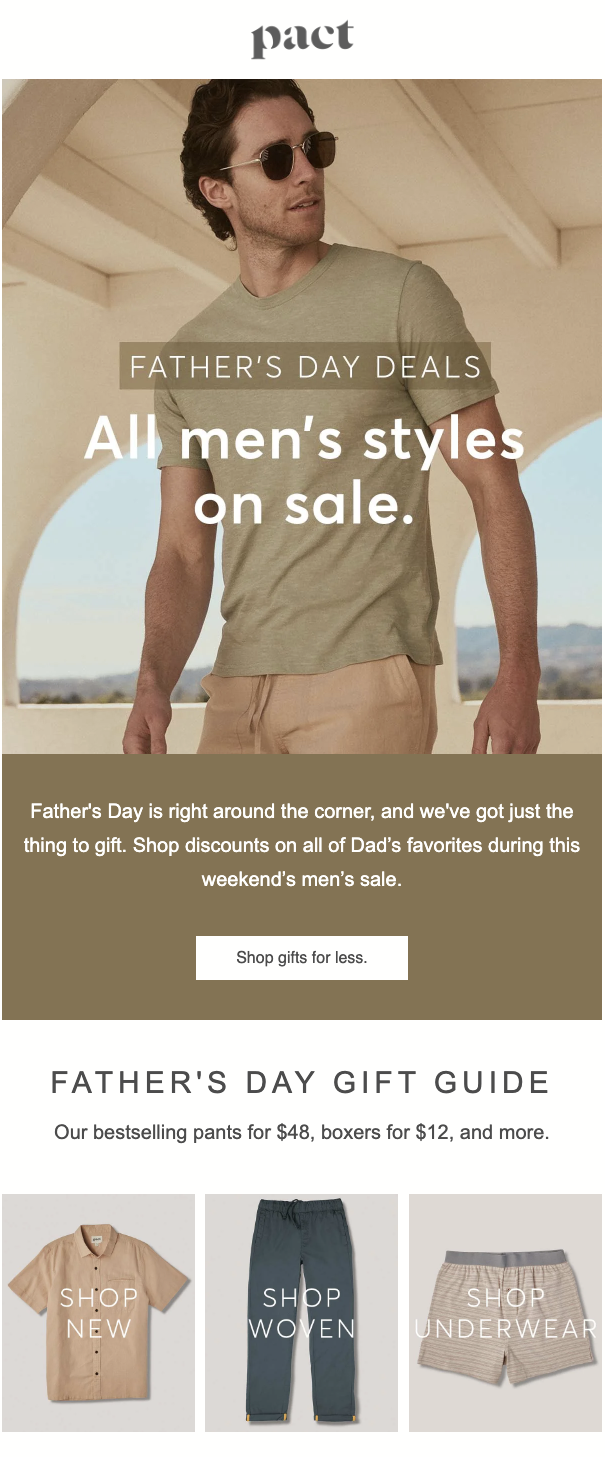 pact
FATHER'S DAY DEALS
All men's styles
on sale.
Father's Day is right around the corner, and we've got just the
thing to gift. Shop discounts on all of Dad’s favorites during this
weekend’s men’s sale.
Shop gifts for less.
FATHER'S DAY GIFT GUIDE
Our bestselling pants for $48, boxers for $12, and more.
SHOP
NEW
SHOP
WOVEN
SHOP
UNDERWEAR